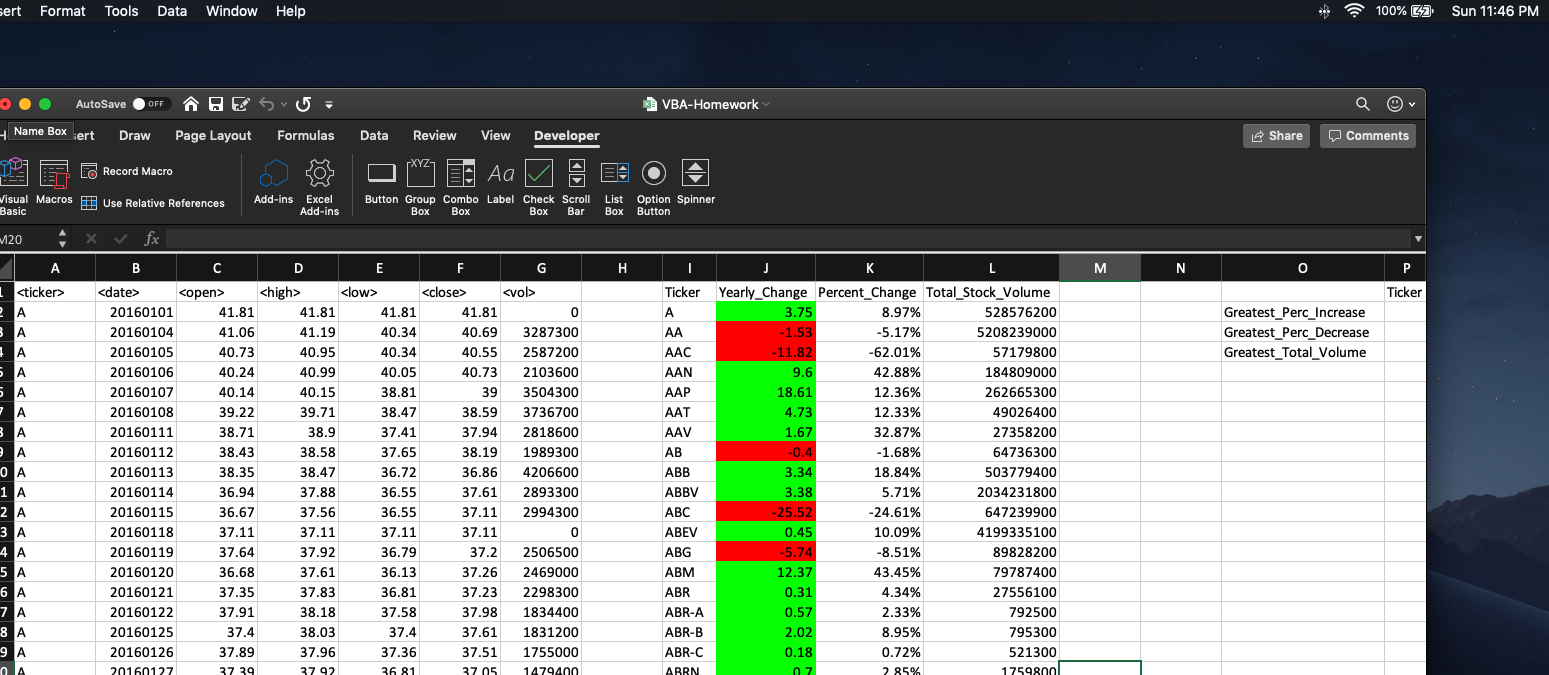 sert Format Tools Data Window Help 100% Sun 11:46 PM
AutoSave OFF VBA-Homework
Name Box
H sert Draw Page Layout Formulas Data Review View Developer Share Comments
Visual Basic Macros Record Macro Use Relative References Add-ins Excel Add-ins Button XYZ Group Box Combo Box Aa Label Check Box Scroll Bar List Box Option Button Spinner
M20 fx
A B C D E F G H I J K L M N O P
1 <ticker> <date> <open> <high> <low> <close> <vol> Ticker Yearly_Change Percent_Change Total_Stock_Volume Ticker
2 A 20160101 41.81 41.81 41.81 41.81 0 A 3.75 8.97% 528576200 Greatest_Perc_Increase
3 A 20160104 41.06 41.19 40.34 40.69 3287300 AA -1.53 -5.17% 5208239000 Greatest_Perc_Decrease
4 A 20160105 40.73 40.95 40.34 40.55 2587200 AAC -11.82 -62.01% 57179800 Greatest_Total_Volume
5 A 20160106 40.24 40.99 40.05 40.73 2103600 AAN 9.6 42.88% 184809000
6 A 20160107 40.14 40.15 38.81 39 3504300 AAP 18.61 12.36% 262665300
7 A 20160108 39.22 39.71 38.47 38.59 3736700 AAT 4.73 12.33% 49026400
8 A 20160111 38.71 38.9 37.41 37.94 2818600 AAV 1.67 32.87% 27358200
9 A 20160112 38.43 38.58 37.65 38.19 1989300 AB -0.4 -1.68% 64736300
0 A 20160113 38.35 38.47 36.72 36.86 4206600 ABB 3.34 18.84% 503779400
1 A 20160114 36.94 37.88 36.55 37.61 2893300 ABBV 3.38 5.71% 2034231800
2 A 20160115 36.67 37.56 36.55 37.11 2994300 ABC -25.52 -24.61% 647239900
3 A 20160118 37.11 37.11 37.11 37.11 0 ABEV 0.45 10.09% 4199335100
4 A 20160119 37.64 37.92 36.79 37.2 2506500 ABG -5.74 -8.51% 89828200
5 A 20160120 36.68 37.61 36.13 37.26 2469000 ABM 12.37 43.45% 79787400
6 A 20160121 37.35 37.83 36.81 37.23 2298300 ABR 0.31 4.34% 27556100
7 A 20160122 37.91 38.18 37.58 37.98 1834400 ABR-A 0.57 2.33% 792500
8 A 20160125 37.4 38.03 37.4 37.61 1831200 ABR-B 2.02 8.95% 795300
9 A 20160126 37.89 37.96 37.36 37.51 1755000 ABR-C 0.18 0.72% 521300
0 A 20160127 37.39 37.92 36.81 37.05 1479400 ABRN 0.7 2.85% 1759800